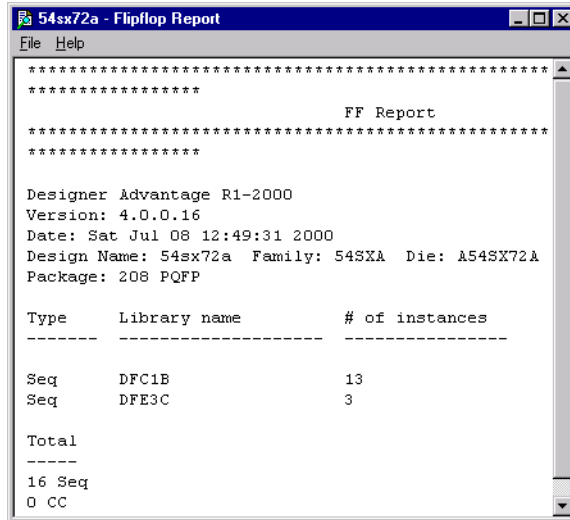 54sx72a - Flipflop Report
File Help
****************************************************
*****************
FF Report
****************************************************
*****************
Designer Advantage R1-2000
Version: 4.0.0.16
Date: Sat Jul 08 12:49:31 2000
Design Name: 54sx72a  Family: 54SXA  Die: A54SX72A
Package: 208 PQFP
Type Library name # of instances
------- -------------------- ----------------
Seq DFC1B 13
Seq DFE3C 3
Total
-----
16 Seq
0 CC